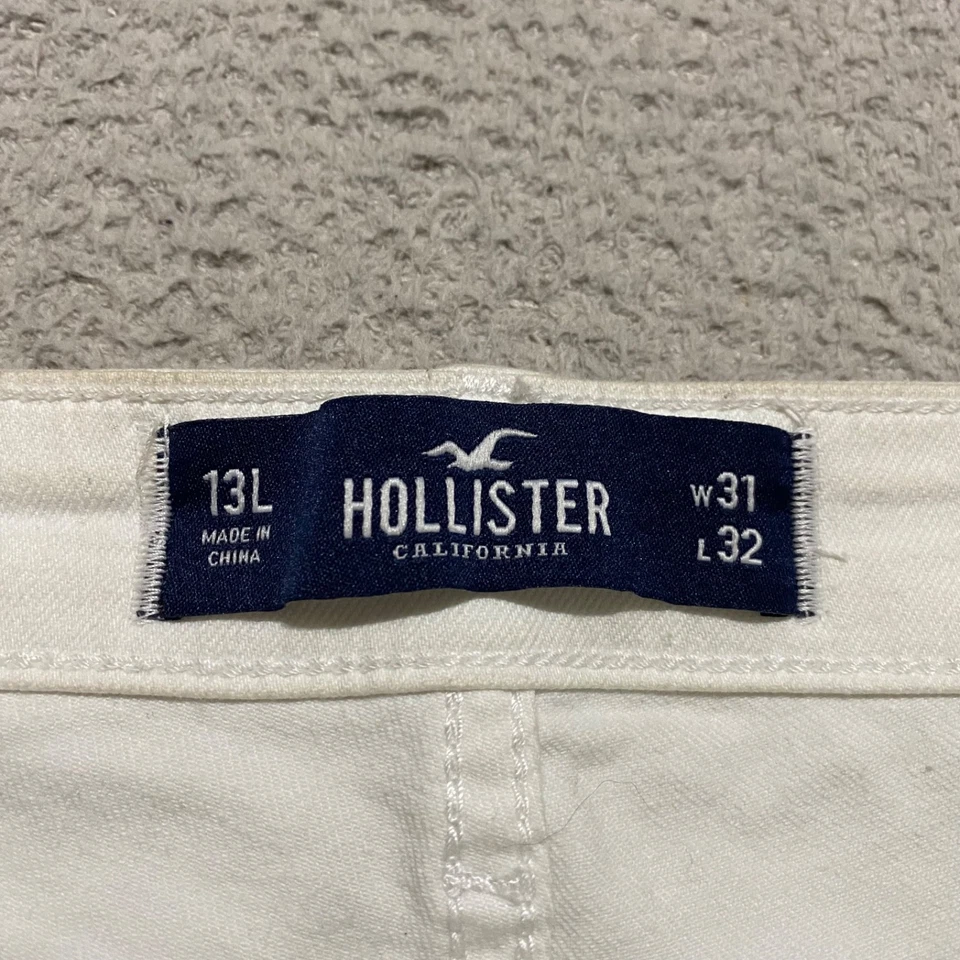 13L
MADE IN
CHINA
HOLLISTER
CALIFORNIA
W31
L32